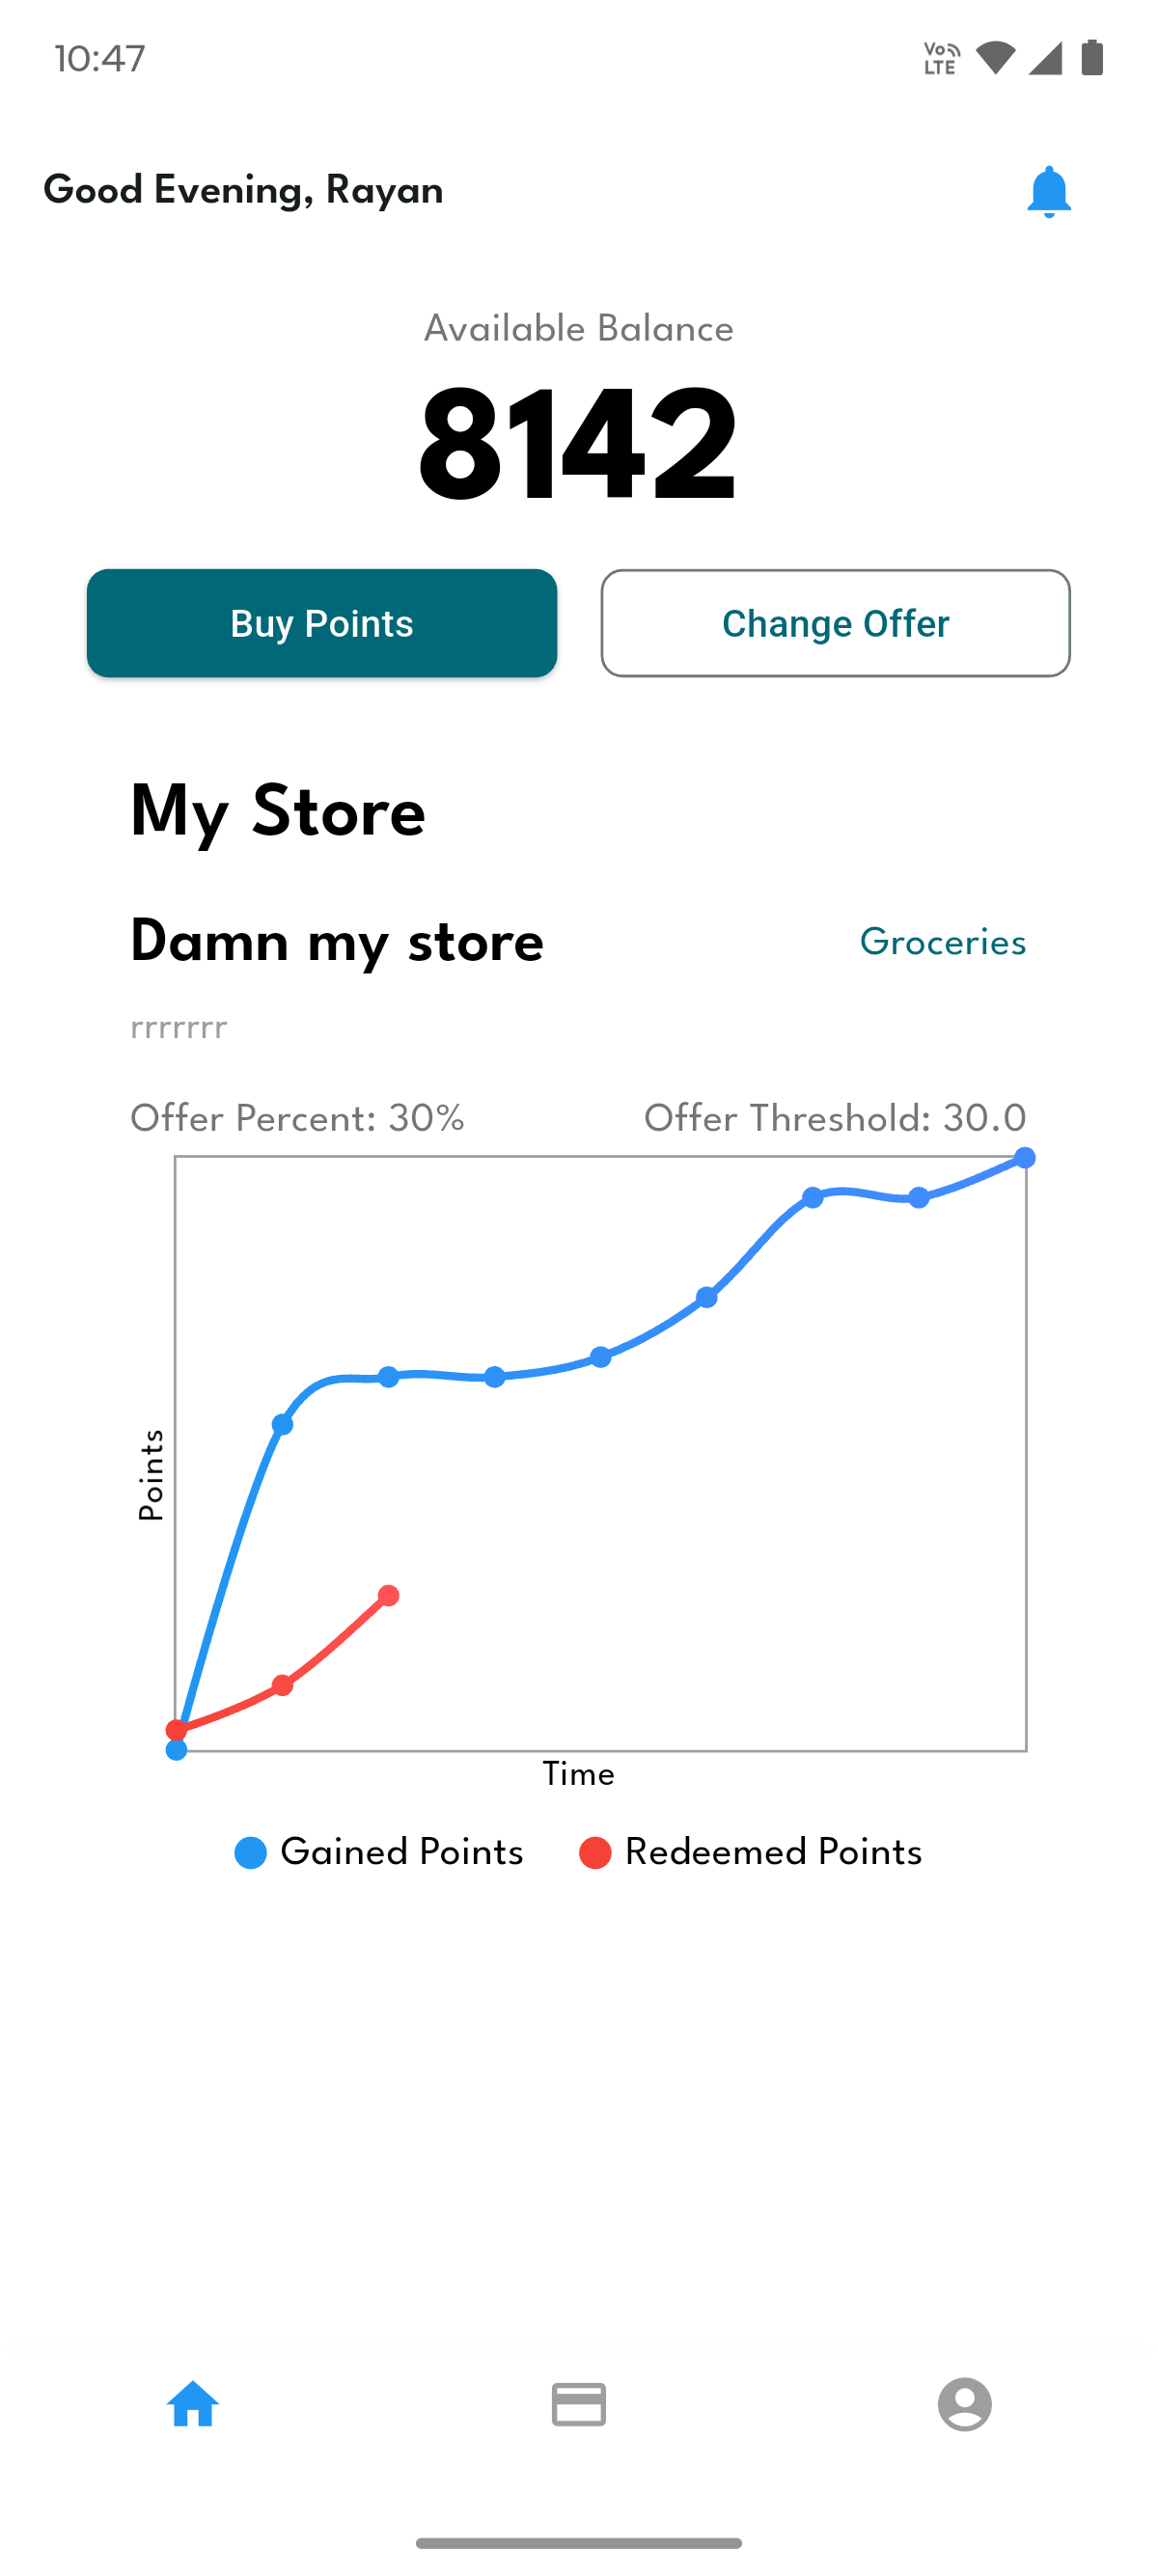 10:47
Vo LTE
Good Evening, Rayan
Available Balance
8142
Buy Points
Change Offer
My Store
Damn my store
Groceries
rrrrrrr
Offer Percent: 30%
Offer Threshold: 30.0
Points
Time
Gained Points
Redeemed Points